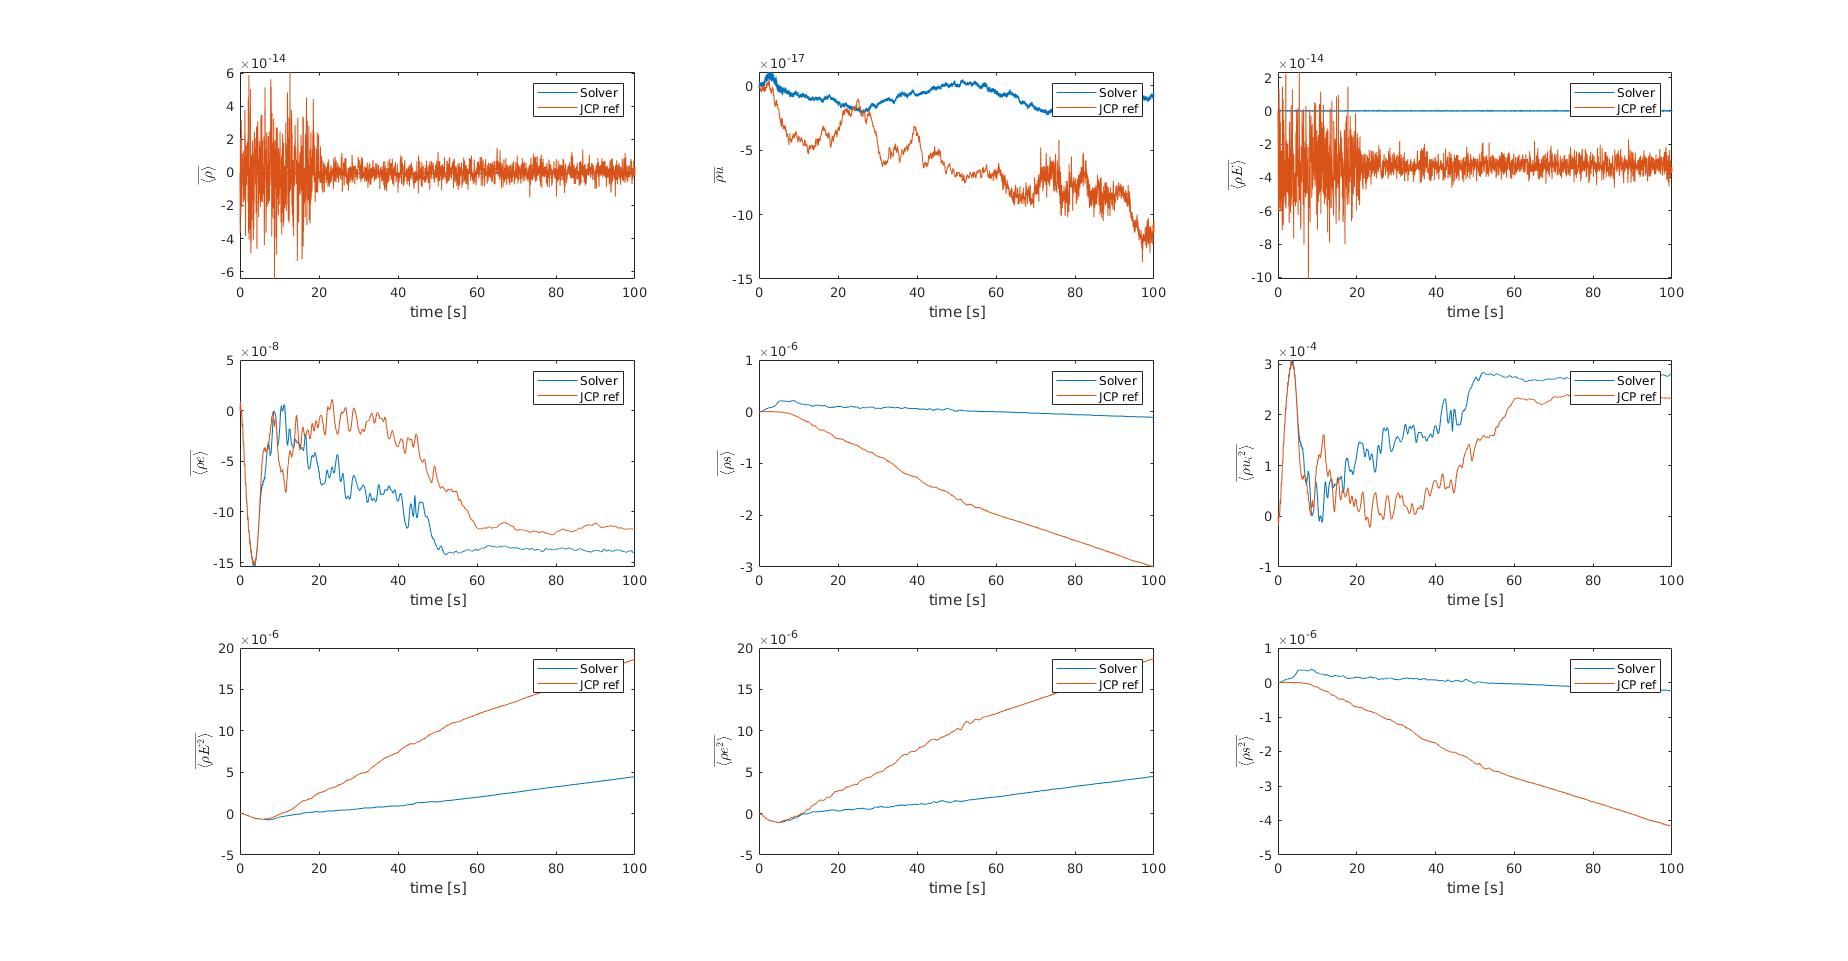 ×10⁻¹⁴
6
4
2
0
-2
-4
-6
⟨ρ⟩
Solver
JCP ref
0 20 40 60 80 100
time [s]
×10⁻¹⁷
0
-5
-10
-15
ρu
Solver
JCP ref
0 20 40 60 80 100
time [s]
×10⁻¹⁴
2
0
-2
-4
-6
-8
-10
⟨ρE⟩
Solver
JCP ref
0 20 40 60 80 100
time [s]
×10⁻⁸
5
0
-5
-10
-15
⟨ρe⟩
Solver
JCP ref
0 20 40 60 80 100
time [s]
×10⁻⁶
1
0
-1
-2
-3
⟨ρs⟩
Solver
JCP ref
0 20 40 60 80 100
time [s]
×10⁻⁴
3
2
1
0
-1
⟨ρuᵢ²⟩
Solver
JCP ref
0 20 40 60 80 100
time [s]
×10⁻⁶
20
15
10
5
0
-5
⟨ρE²⟩
Solver
JCP ref
0 20 40 60 80 100
time [s]
×10⁻⁶
20
15
10
5
0
-5
⟨ρe²⟩
Solver
JCP ref
0 20 40 60 80 100
time [s]
×10⁻⁶
1
0
-1
-2
-3
-4
-5
⟨ρs²⟩
Solver
JCP ref
0 20 40 60 80 100
time [s]